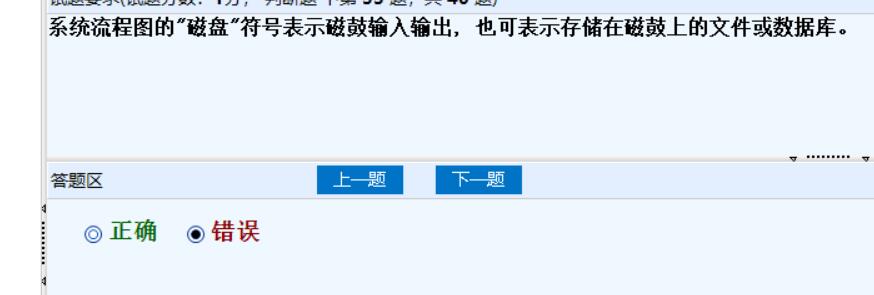 系统流程图的"磁盘"符号表示磁鼓输入输出，也可表示存储在磁鼓上的文件或数据库。
答题区 上一题 下一题
正确 错误